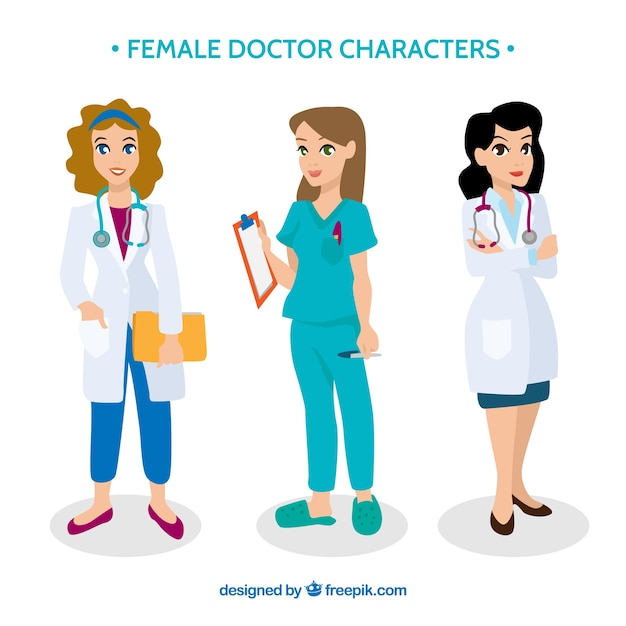 • FEMALE DOCTOR CHARACTERS •
designed by freepik.com